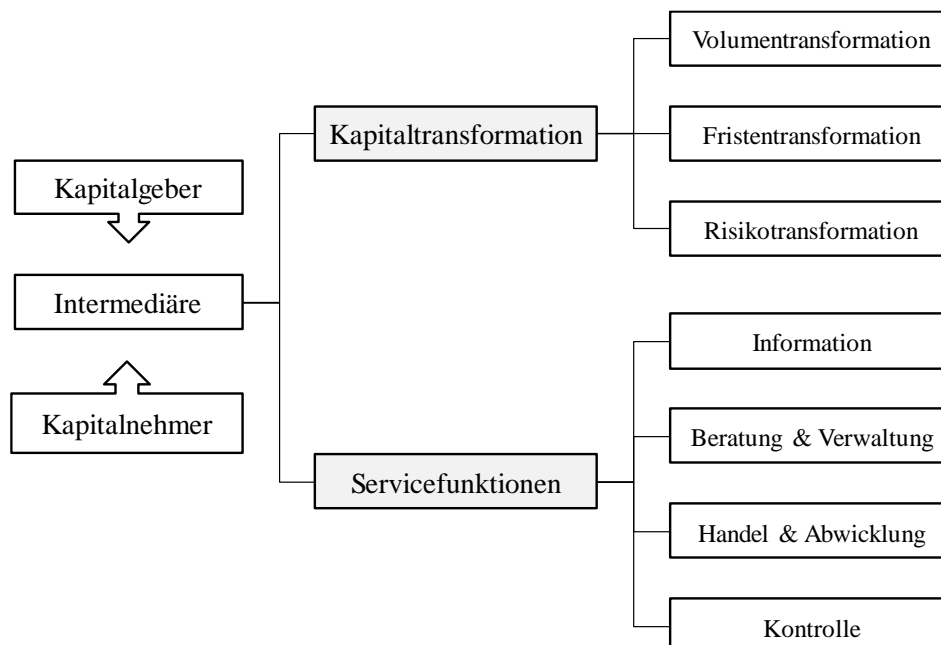 Kapitalgeber
Intermediäre
Kapitalnehmer
Kapitaltransformation
Volumentransformation
Fristentransformation
Risikotransformation
Servicefunktionen
Information
Beratung & Verwaltung
Handel & Abwicklung
Kontrolle